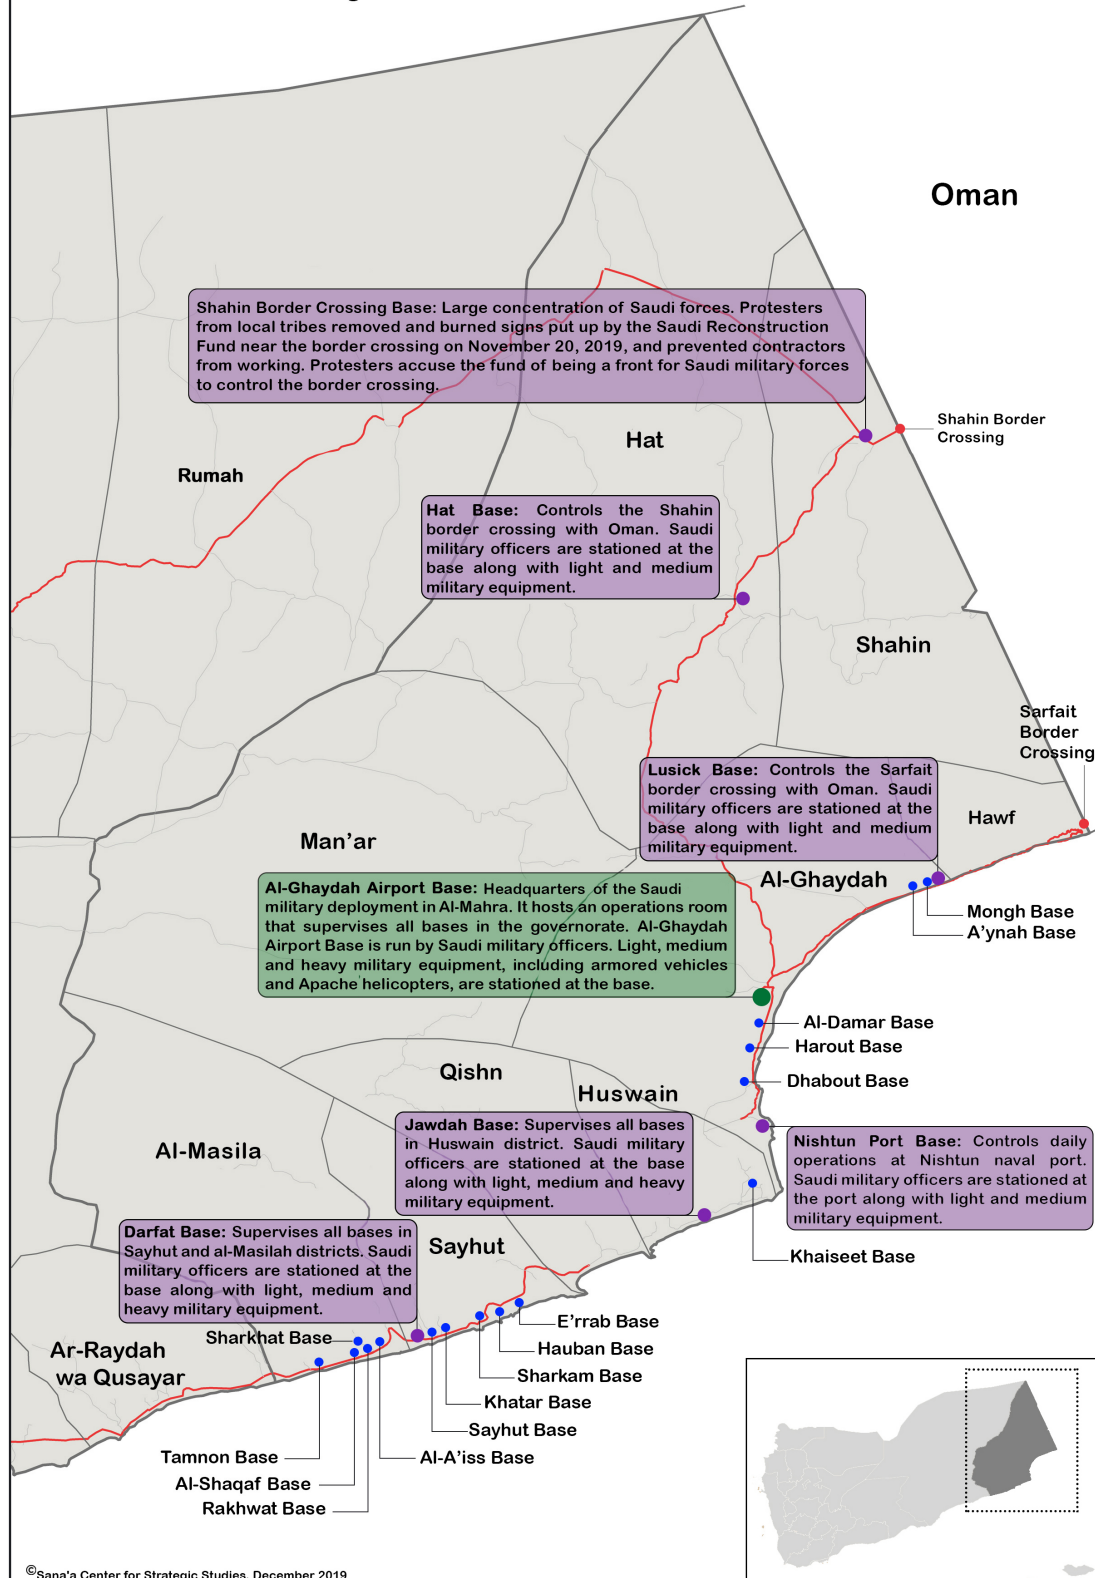 Oman
Shahin Border Crossing Base: Large concentration of Saudi forces. Protesters
from local tribes removed and burned signs put up by the Saudi Reconstruction
Fund near the border crossing on November 20, 2019, and prevented contractors
from working. Protesters accuse the fund of being a front for Saudi military forces
to control the border crossing.
Shahin Border
Crossing
Hat
Rumah
Hat Base: Controls the Shahin
border crossing with Oman. Saudi
military officers are stationed at the
base along with light and medium
military equipment.
Shahin
Sarfait
Border
Crossing
Lusick Base: Controls the Sarfait
border crossing with Oman. Saudi
military officers are stationed at the
base along with light and medium
military equipment.
Hawf
Man'ar
Al-Ghaydah
Al-Ghaydah Airport Base: Headquarters of the Saudi
military deployment in Al-Mahra. It hosts an operations room
that supervises all bases in the governorate. Al-Ghaydah
Airport Base is run by Saudi military officers. Light, medium
and heavy military equipment, including armored vehicles
and Apache helicopters, are stationed at the base.
Mongh Base
A'ynah Base
Al-Damar Base
Harout Base
Dhabout Base
Qishn
Huswain
Jawdah Base: Supervises all bases
in Huswain district. Saudi military
officers are stationed at the base
along with light, medium and heavy
military equipment.
Nishtun Port Base: Controls daily
operations at Nishtun naval port.
Saudi military officers are stationed at
the port along with light and medium
military equipment.
Al-Masila
Darfat Base: Supervises all bases in
Sayhut and al-Masilah districts. Saudi
military officers are stationed at the
base along with light, medium and
heavy military equipment.
Sayhut
Khaiseet Base
E'rrab Base
Sharkhat Base
Hauban Base
Ar-Raydah
wa Qusayar
Sharkam Base
Khatar Base
Sayhut Base
Tamnon Base
Al-A'iss Base
Al-Shaqaf Base
Rakhwat Base
©Sana'a Center for Strategic Studies, December 2019